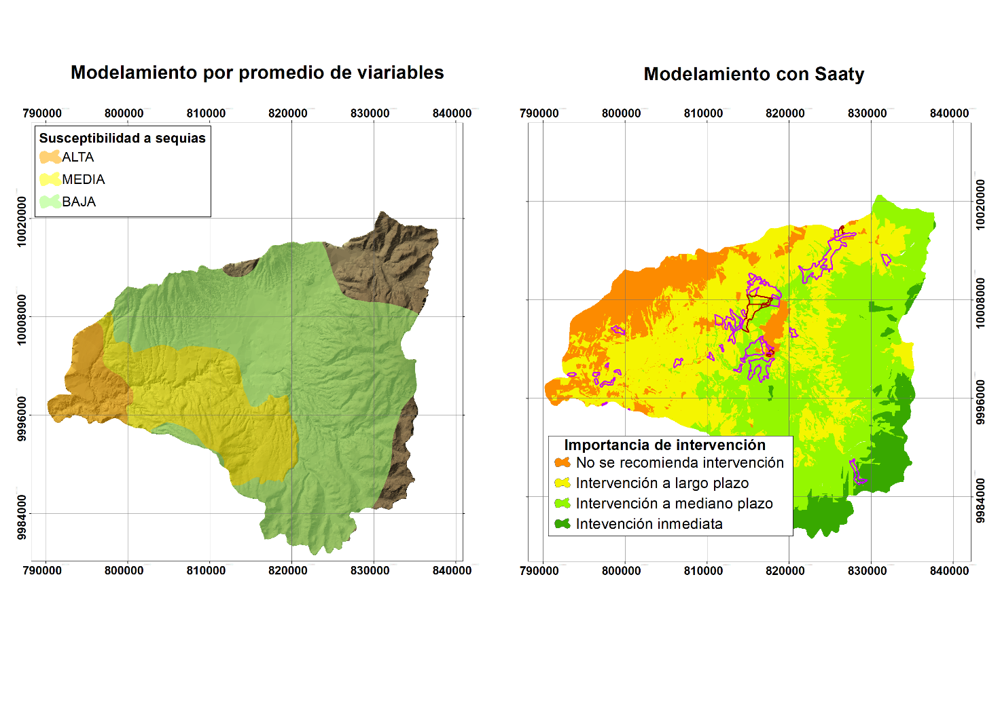 Modelamiento por promedio de viariables
790000 800000 810000 820000 830000 840000
Susceptibilidad a sequias
ALTA
MEDIA
BAJA
10020000
10008000
9996000
9984000
790000 800000 810000 820000 830000 840000
Modelamiento con Saaty
790000 800000 810000 820000 830000 840000
10020000
10008000
9996000
9984000
Importancia de intervención
No se recomienda intervención
Intervención a largo plazo
Intervención a mediano plazo
Intevención inmediata
790000 800000 810000 820000 830000 840000